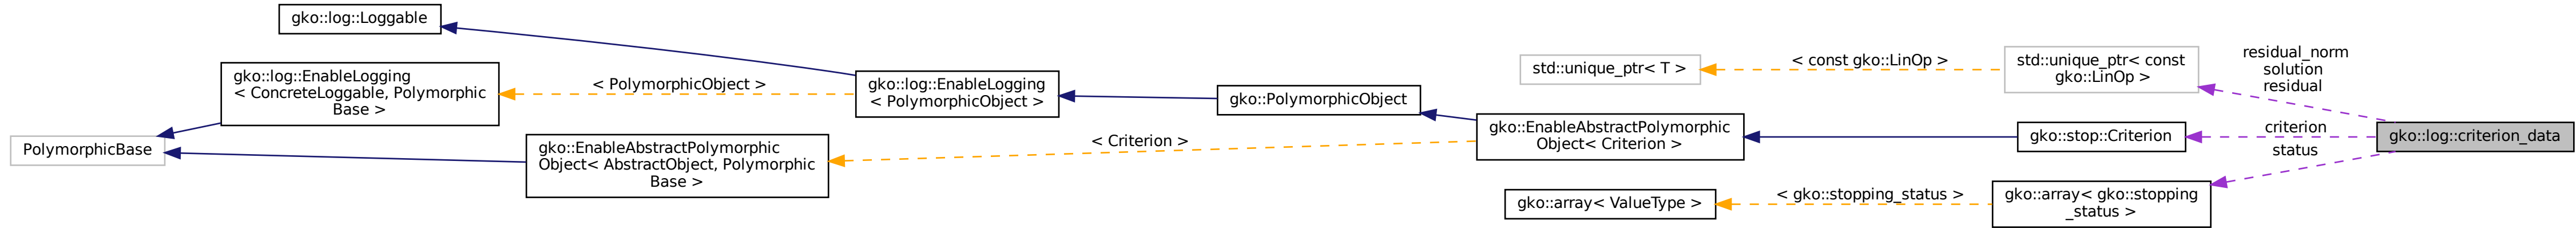 gko::log::Loggable
gko::log::EnableLogging
< ConcreteLoggable, Polymorphic
Base >
PolymorphicBase
< PolymorphicObject >
gko::EnableAbstractPolymorphic
Object< AbstractObject, Polymorphic
Base >
gko::log::EnableLogging
< PolymorphicObject >
< Criterion >
gko::PolymorphicObject
gko::EnableAbstractPolymorphic
Object< Criterion >
std::unique_ptr< T >
gko::array< ValueType >
< const gko::LinOp >
< gko::stopping_status >
std::unique_ptr< const
gko::LinOp >
gko::stop::Criterion
gko::array< gko::stopping
_status >
residual_norm
solution
residual
criterion
status
gko::log::criterion_data